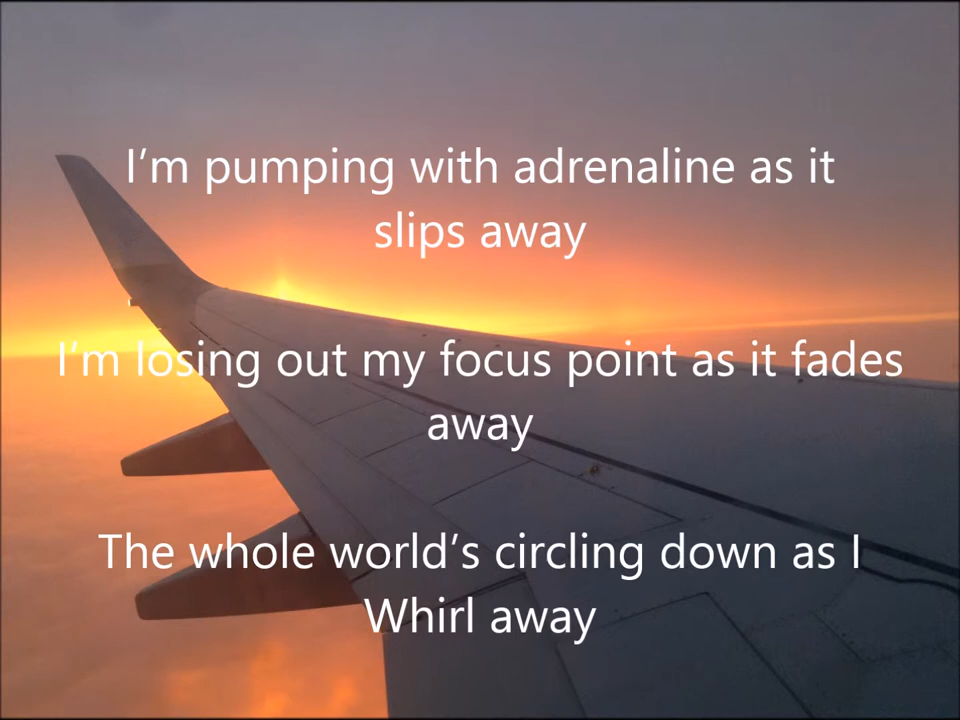 I’m pumping with adrenaline as it
slips away
I’m losing out my focus point as it fades
away
The whole world’s circling down as I
Whirl away